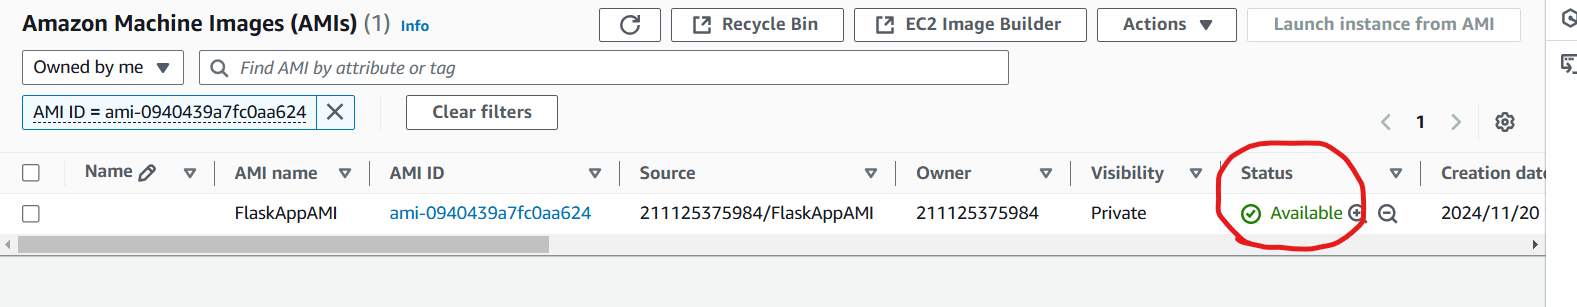 Amazon Machine Images (AMIs) (1) Info
Recycle Bin
EC2 Image Builder
Actions
Launch instance from AMI
Owned by me
Find AMI by attribute or tag
AMI ID = ami-0940439a7fc0aa624
Clear filters
1
Name AMI name AMI ID Source Owner Visibility Status Creation date
FlaskAppAMI ami-0940439a7fc0aa624 211125375984/FlaskAppAMI 211125375984 Private Available 2024/11/20